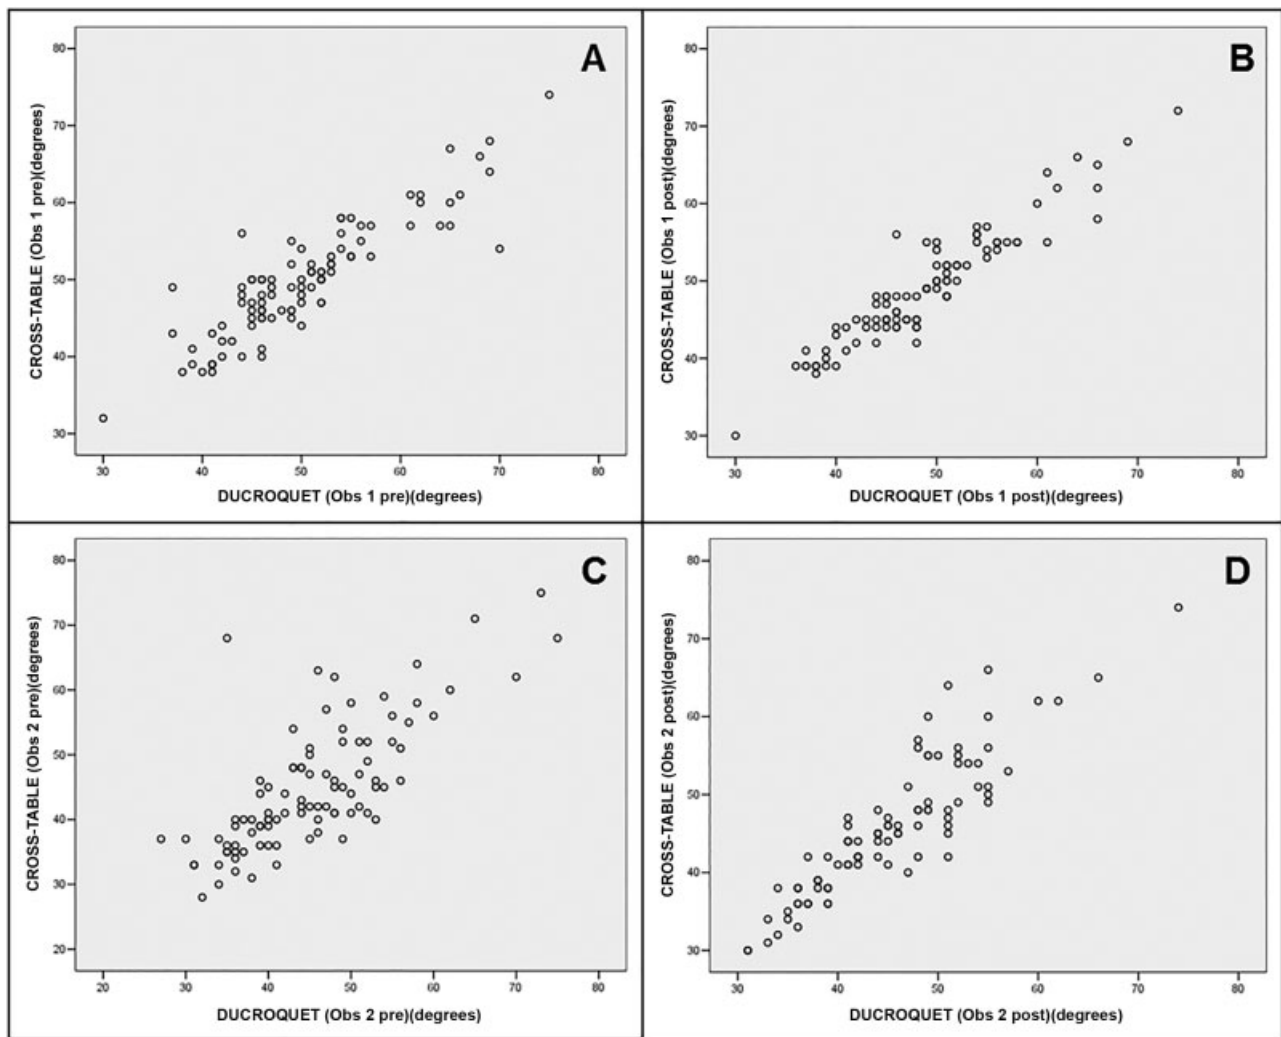 A
CROSS-TABLE (Obs 1 pre)(degrees)
80
70
60
50
40
30
30 40 50 60 70 80
DUCROQUET (Obs 1 pre)(degrees)
B
CROSS-TABLE (Obs 1 post)(degrees)
80
70
60
50
40
30
30 40 50 60 70 80
DUCROQUET (Obs 1 post)(degrees)
C
CROSS-TABLE (Obs 2 pre)(degrees)
80
70
60
50
40
30
20
20 30 40 50 60 70 80
DUCROQUET (Obs 2 pre)(degrees)
D
CROSS-TABLE (Obs 2 post)(degrees)
80
70
60
50
40
30
30 40 50 60 70 80
DUCROQUET (Obs 2 post)(degrees)